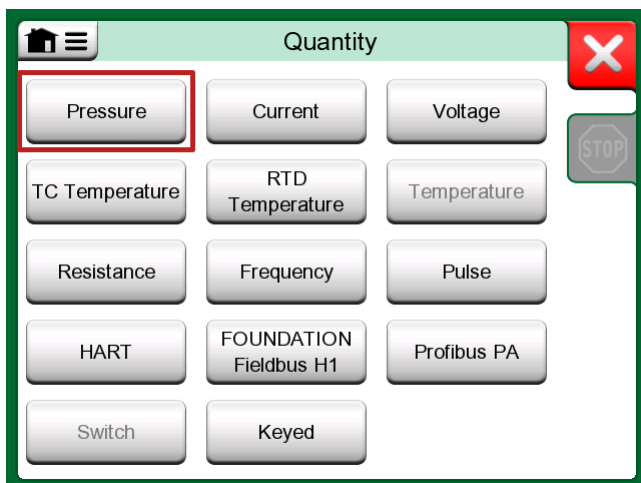 Quantity
Pressure
Current
Voltage
STOP
TC Temperature
RTD
Temperature
Temperature
Resistance
Frequency
Pulse
HART
FOUNDATION
Fieldbus H1
Profibus PA
Switch
Keyed